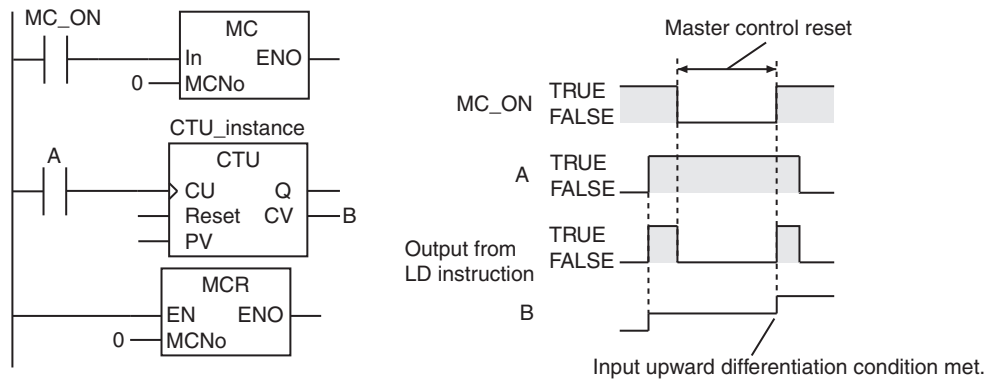 MC_ON
MC
In ENO
0 MCNo
CTU_instance
A
CTU
CU Q
Reset CV B
PV
MCR
EN ENO
0 MCNo
Master control reset
MC_ON TRUE
FALSE
A TRUE
FALSE
Output from LD instruction TRUE
FALSE
B
Input upward differentiation condition met.